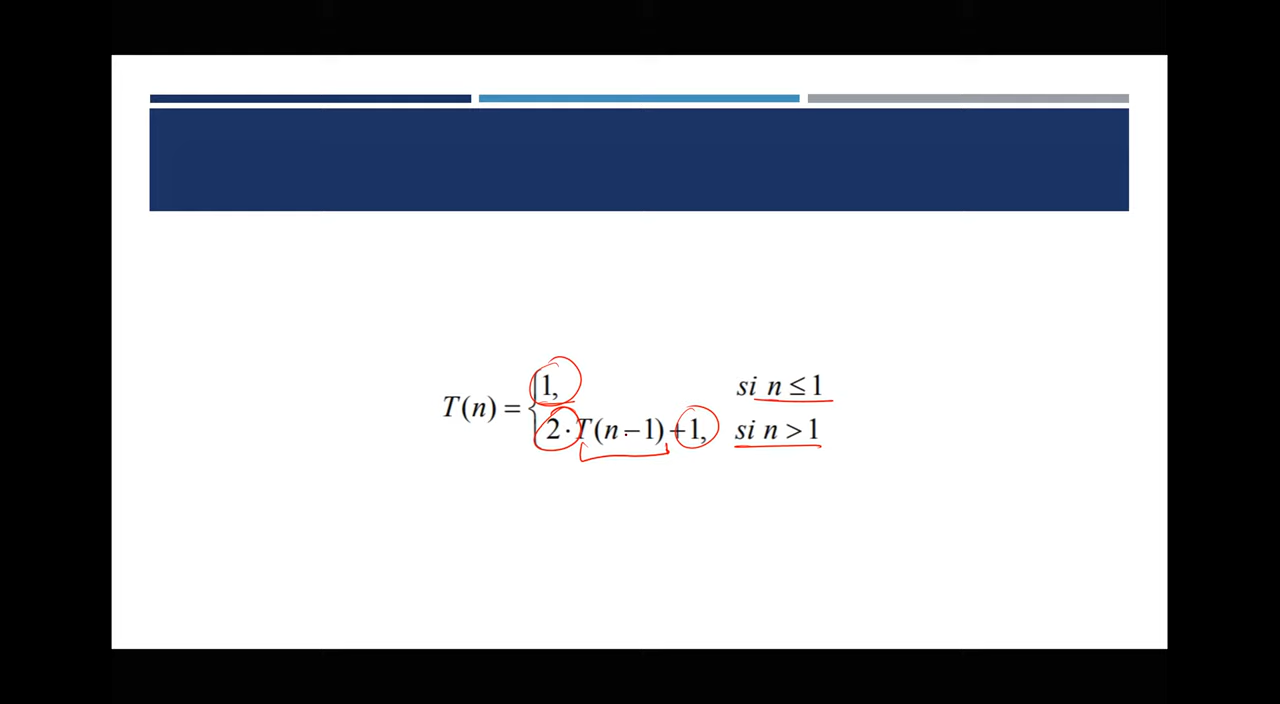 1, si n ≤ 1
T(n) =
2 · T(n−1) +1, si n > 1